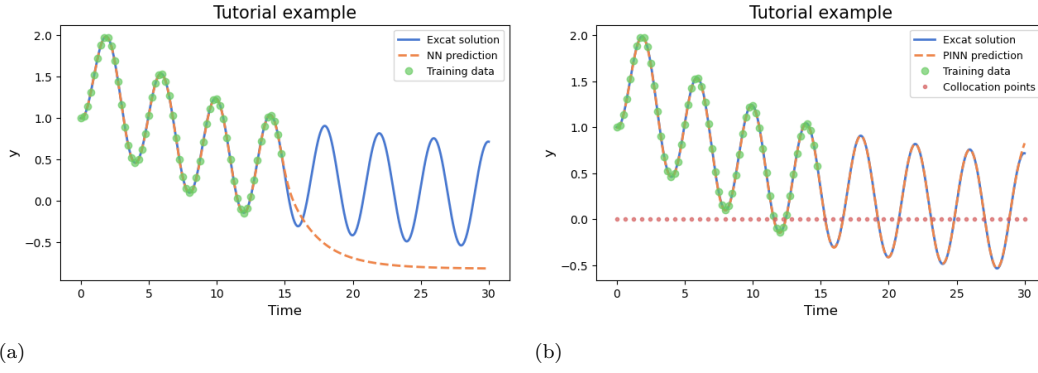 Tutorial example
2.0
1.5
1.0
0.5
0.0
−0.5
y
0
5
10
15
20
25
30
Time
Excat solution
NN prediction
Training data
(a)
Tutorial example
2.0
1.5
1.0
0.5
0.0
−0.5
y
0
5
10
15
20
25
30
Time
Excat solution
PINN prediction
Training data
Collocation points
(b)